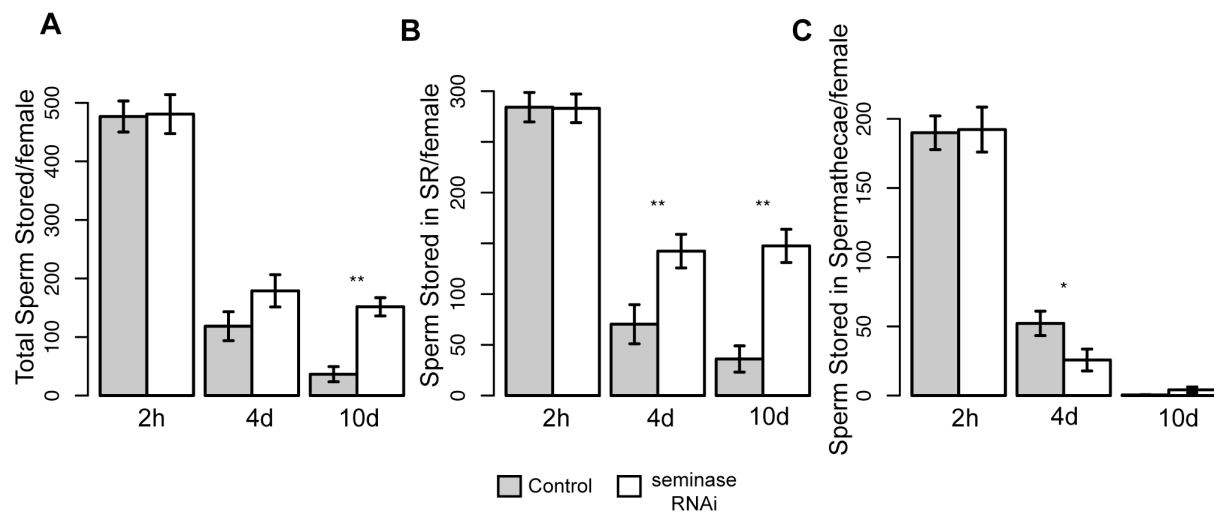 A
Total Sperm Stored/female
0 100 200 300 400 500
**
2h 4d 10d
B
Sperm Stored in SR/female
0 50 100 200 300
** **
2h 4d 10d
C
Sperm Stored in Spermathecae/female
0 50 100 150 200
*
2h 4d 10d
Control
seminase
RNAi